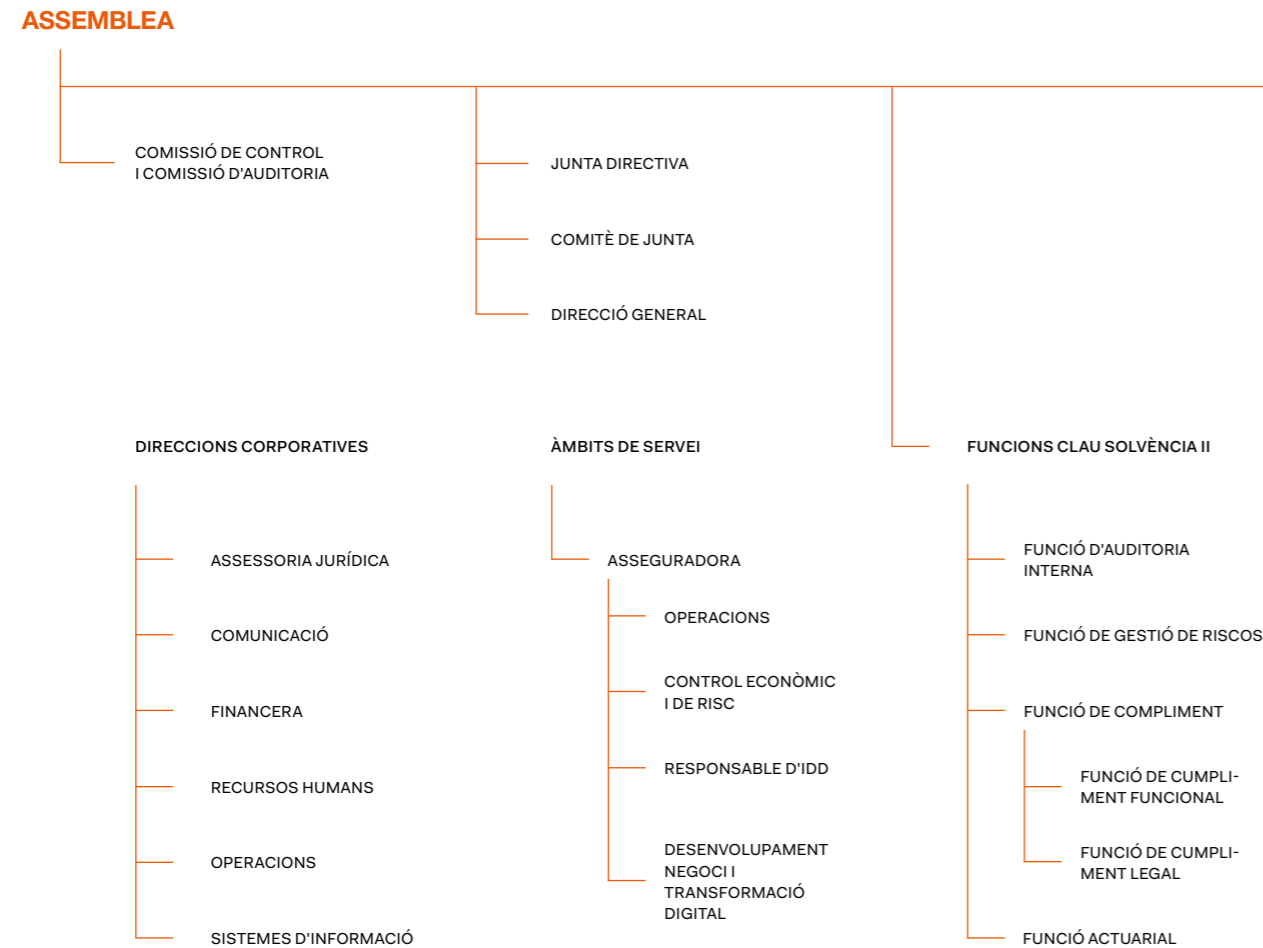 ASSEMBLEA
COMISSIÓ DE CONTROL
I COMISSIÓ D'AUDITORIA
JUNTA DIRECTIVA
COMITÈ DE JUNTA
DIRECCIÓ GENERAL
DIRECCIONS CORPORATIVES
ASSESSORIA JURÍDICA
COMUNICACIÓ
FINANCERA
RECURSOS HUMANS
OPERACIONS
SISTEMES D'INFORMACIÓ
ÀMBITS DE SERVEI
ASSEGURADORA
OPERACIONS
CONTROL ECONÒMIC
I DE RISC
RESPONSABLE D'IDD
DESENVOLUPAMENT
NEGOCI I
TRANSFORMACIÓ
DIGITAL
FUNCIONS CLAU SOLVÈNCIA II
FUNCIÓ D'AUDITORIA
INTERNA
FUNCIÓ DE GESTIÓ DE RISCOS
FUNCIÓ DE COMPLIMENT
FUNCIÓ DE CUMPLI-
MENT FUNCIONAL
FUNCIÓ DE CUMPLI-
MENT LEGAL
FUNCIÓ ACTUARIAL